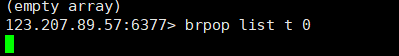 (empty array)
123.207.89.57:6377> brpop list t 0